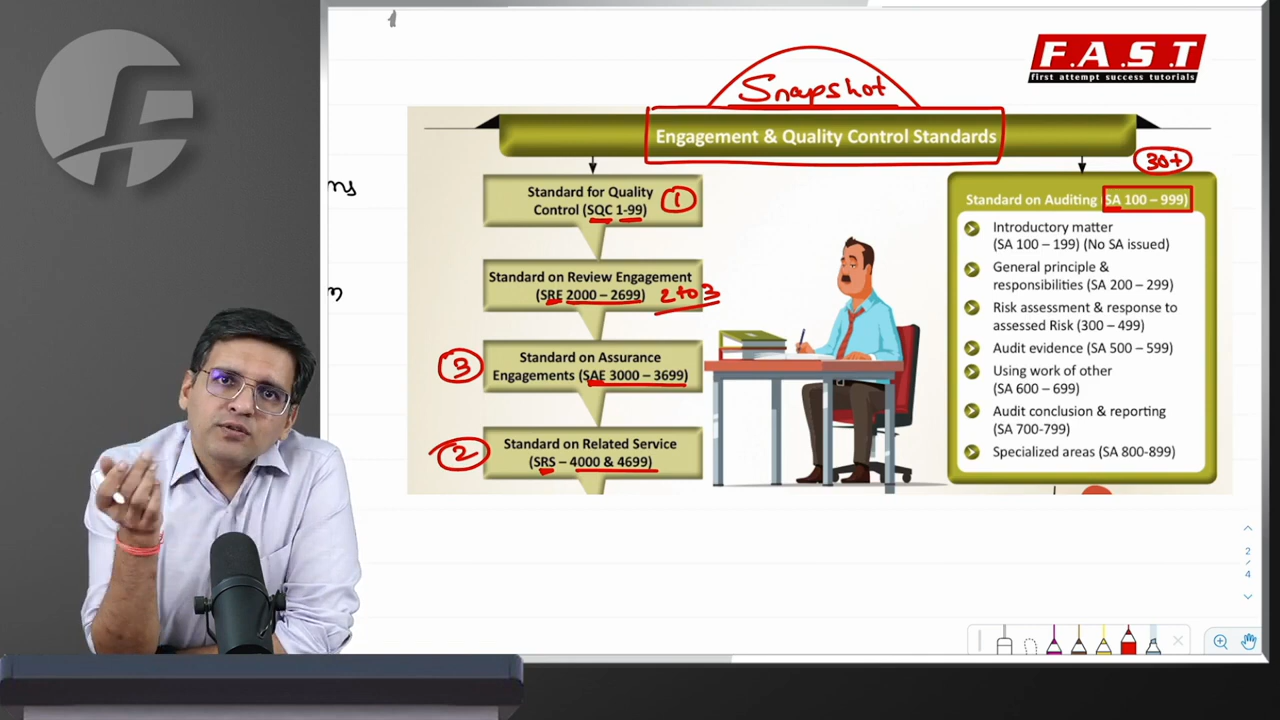 F.A.S.T
first attempt success tutorials
Snapshot
Engagement & Quality Control Standards
30+
Standard for Quality
Control (SQC 1-99)
1
Standard on Review Engagement
(SRE 2000 – 2699)
2 to 3
Standard on Assurance
Engagements (SAE 3000 – 3699)
3
Standard on Related Service
(SRS – 4000 & 4699)
2
Standard on Auditing (SA 100 – 999)
Introductory matter
(SA 100 – 199) (No SA issued)
General principle &
responsibilities (SA 200 – 299)
Risk assessment & response to
assessed Risk (300 – 499)
Audit evidence (SA 500 – 599)
Using work of other
(SA 600 – 699)
Audit conclusion & reporting
(SA 700-799)
Specialized areas (SA 800-899)
2
/
4